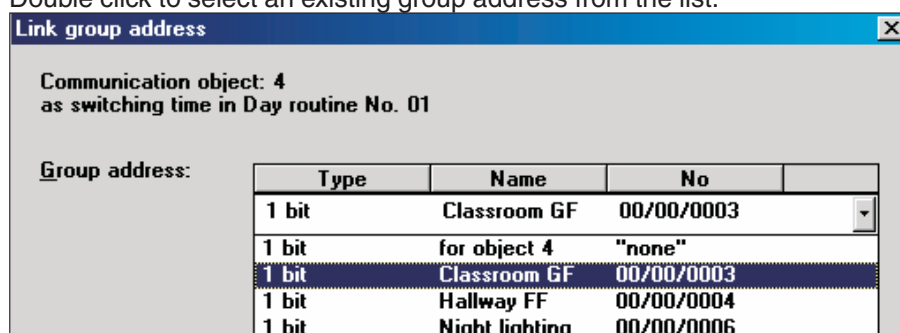 Double click to select an existing group address from the list.
Link group address
Communication object: 4
as switching time in Day routine No. 01
Group address:
Type Name No
1 bit Classroom GF 00/00/0003
1 bit for object 4 "none"
1 bit Classroom GF 00/00/0003
1 bit Hallway FF 00/00/0004
1 bit Night lighting 00/00/0006